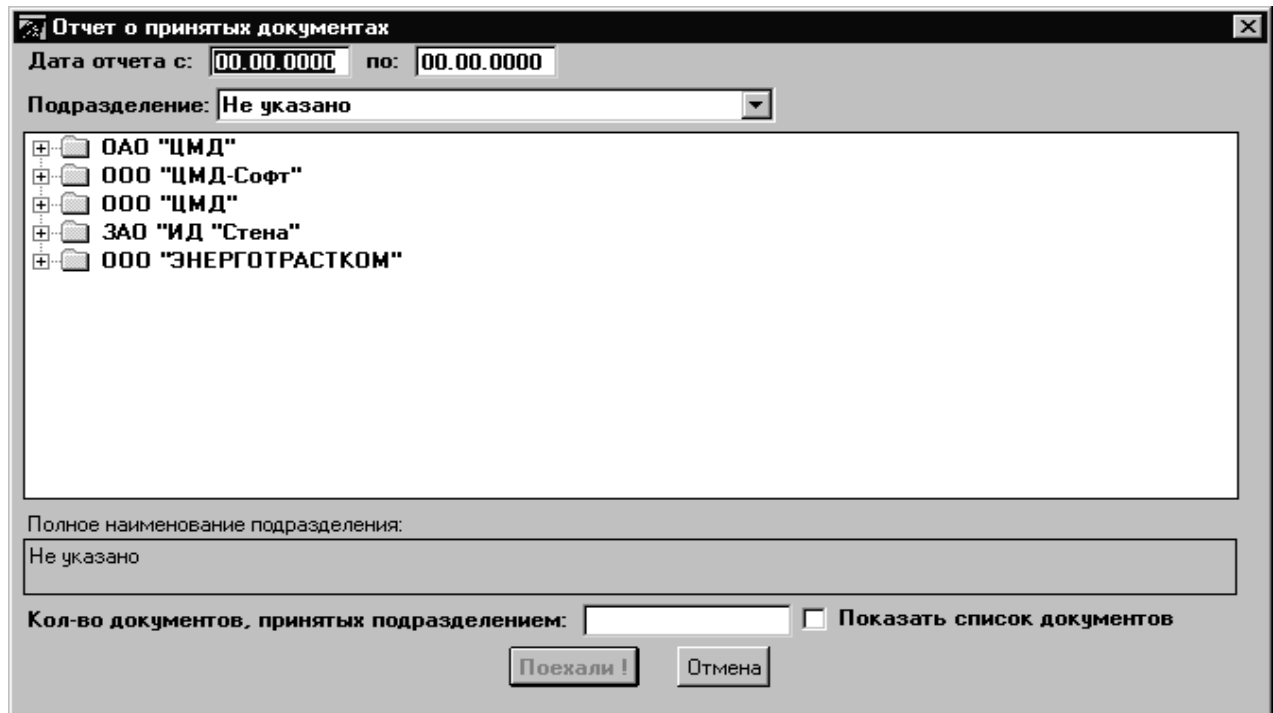 Отчет о принятых документах
Дата отчета с: 00.00.0000 по: 00.00.0000
Подразделение: Не указано
ОАО "ЦМД"
ООО "ЦМД-Софт"
ООО "ЦМД"
ЗАО "ИД "Стена"
ООО "ЭНЕРГОТРАСТКОМ"
Полное наименование подразделения:
Не указано
Кол-во документов, принятых подразделением: Показать список документов
Поехали ! Отмена